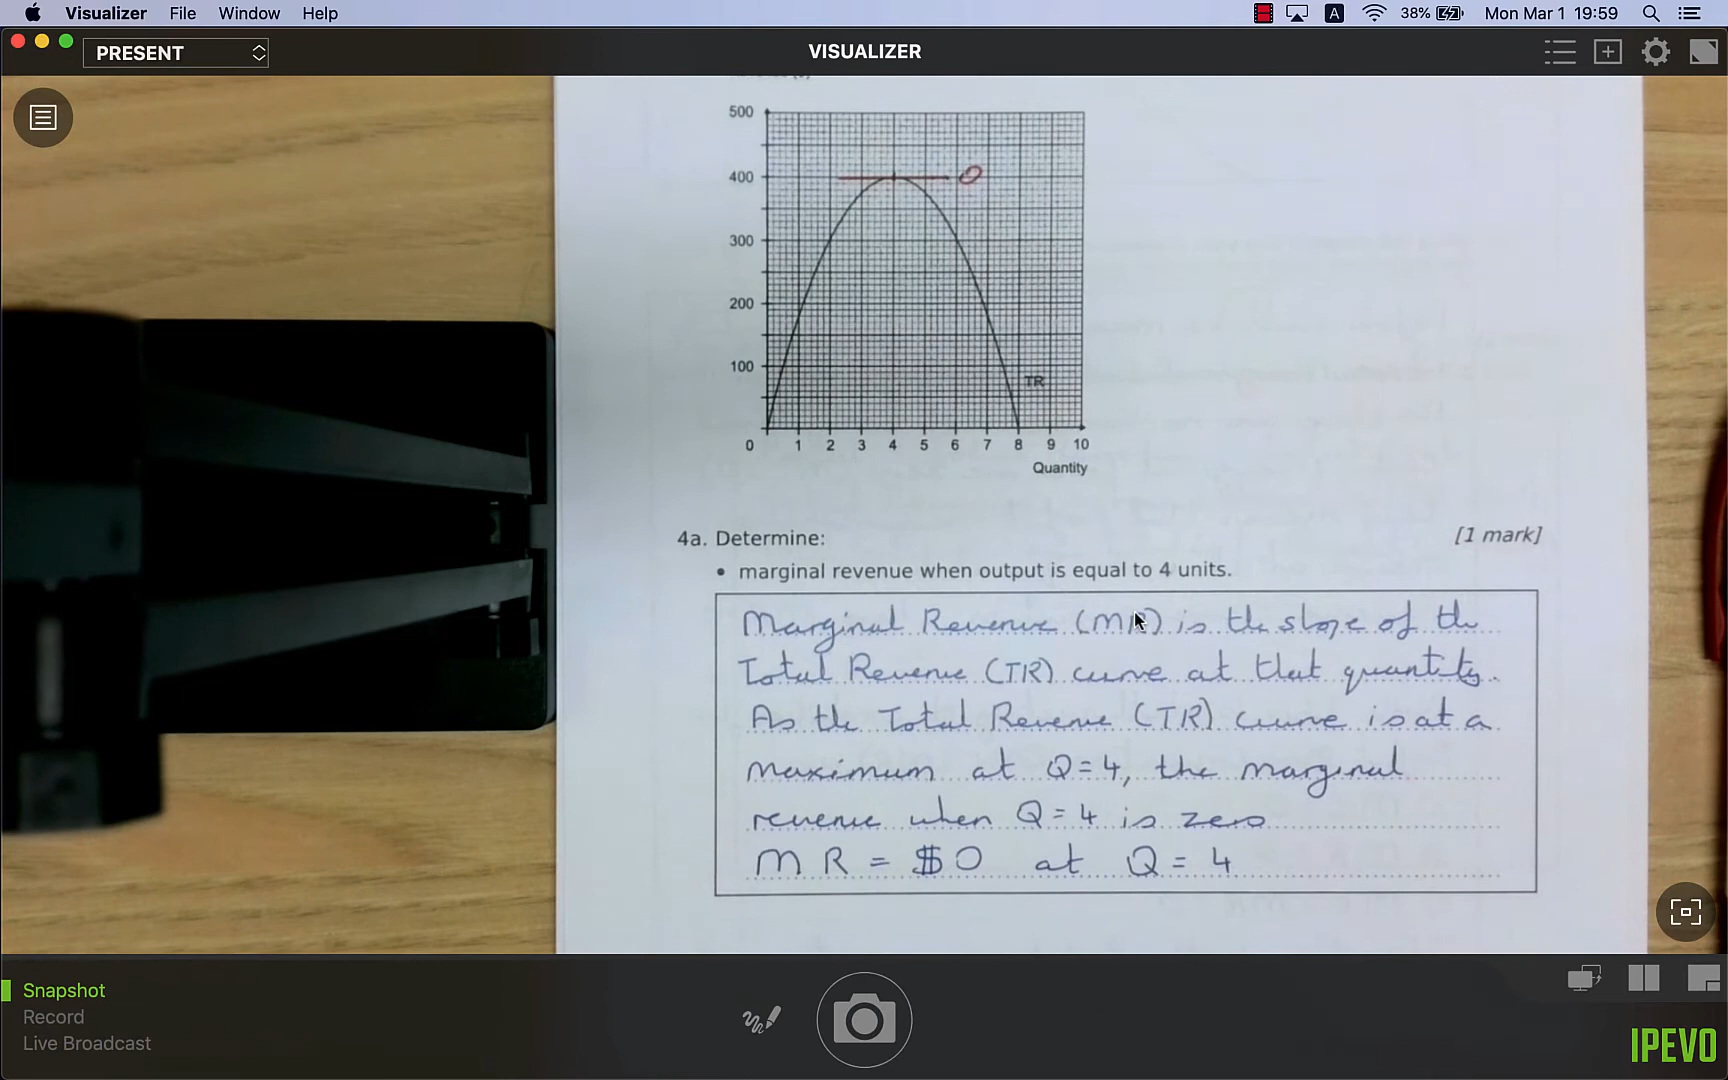 Visualizer File Window Help
A 38% Mon Mar 1 19:59
PRESENT
VISUALIZER
500
400 0
300
200
100
TR
0 1 2 3 4 5 6 7 8 9 10
Quantity
4a. Determine: [1 mark]
• marginal revenue when output is equal to 4 units.
Marginal Revenue (MR) is the slope of the
Total Revenue (TR) curve at that quantity.
As the Total Revenue (TR) curve is at a
maximum at Q=4, the marginal
revenue when Q=4 is zero
MR = $0 at Q = 4
Snapshot
Record
Live Broadcast
IPEVO